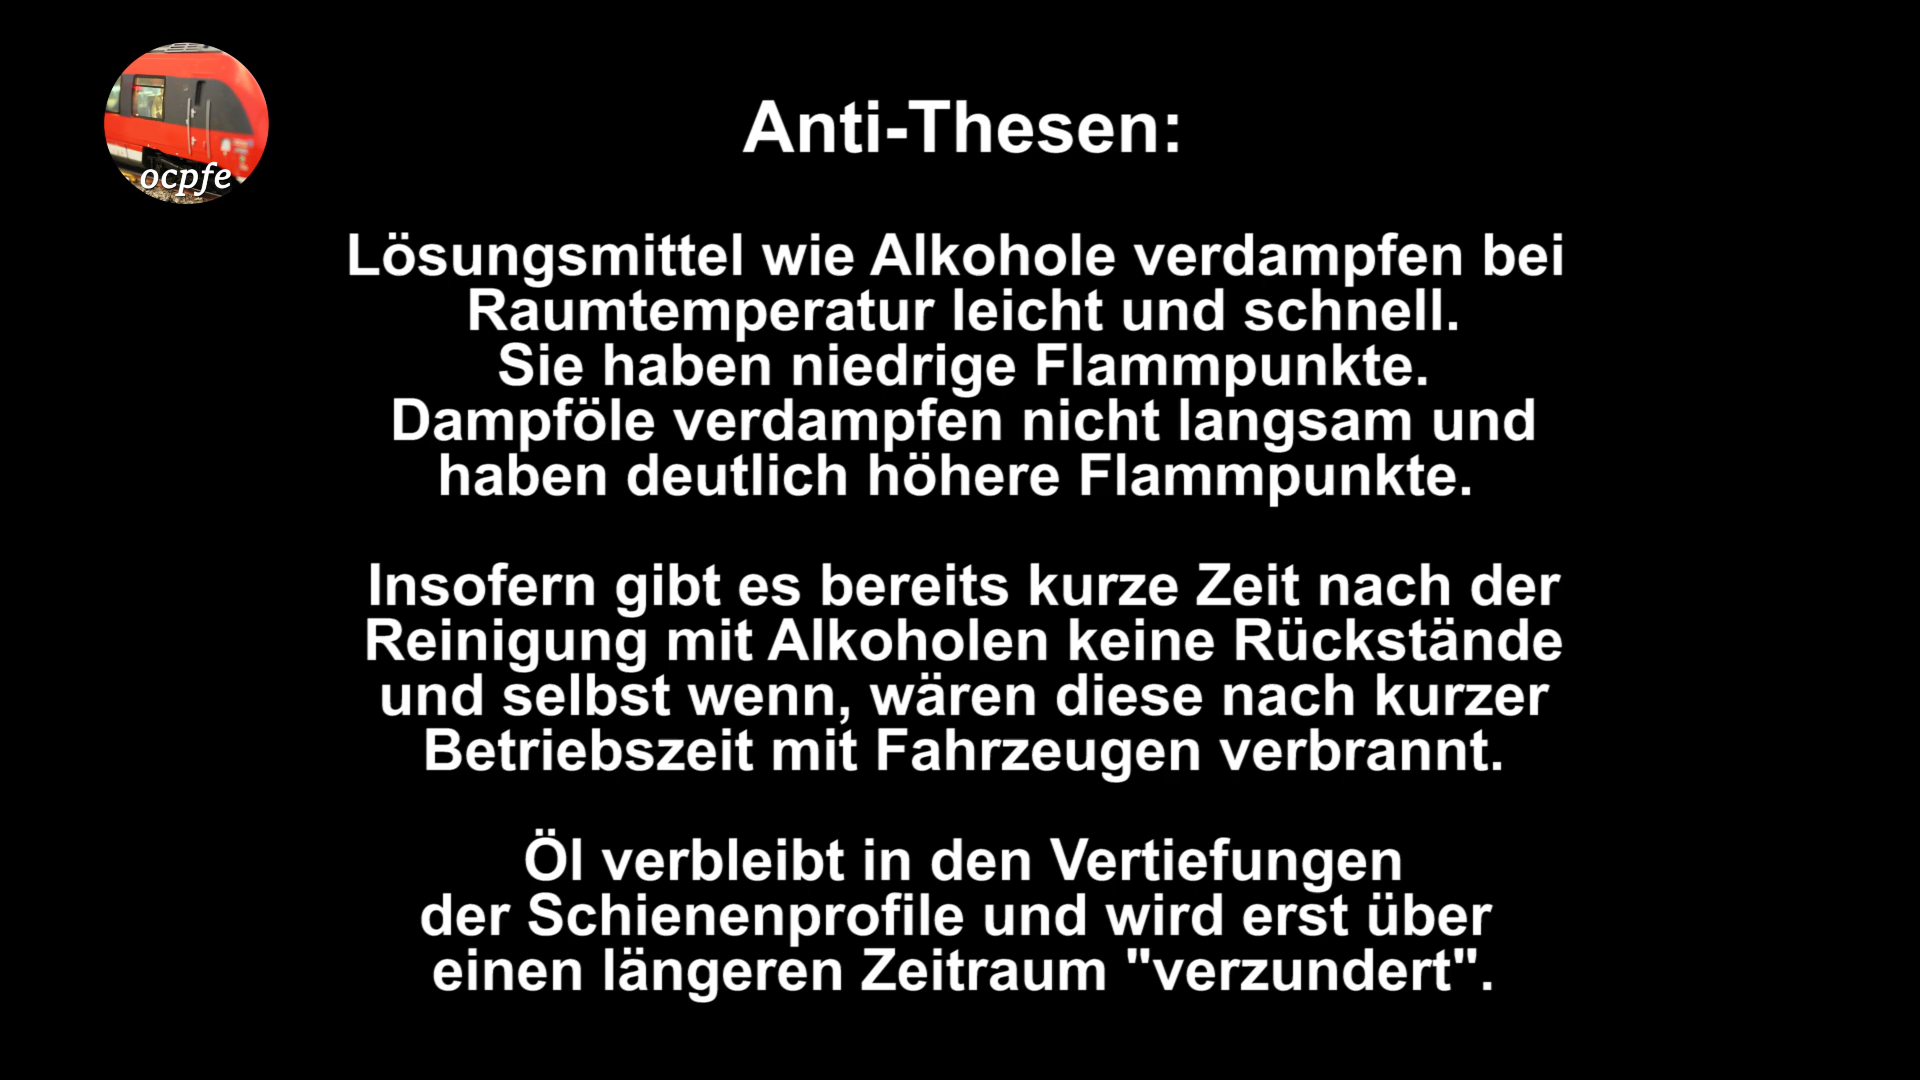 ocpfe
Anti-Thesen:
Lösungsmittel wie Alkohole verdampfen bei
Raumtemperatur leicht und schnell.
Sie haben niedrige Flammpunkte.
Dampföle verdampfen nicht langsam und
haben deutlich höhere Flammpunkte.
Insofern gibt es bereits kurze Zeit nach der
Reinigung mit Alkoholen keine Rückstände
und selbst wenn, wären diese nach kurzer
Betriebszeit mit Fahrzeugen verbrannt.
Öl verbleibt in den Vertiefungen
der Schienenprofile und wird erst über
einen längeren Zeitraum "verzundert".